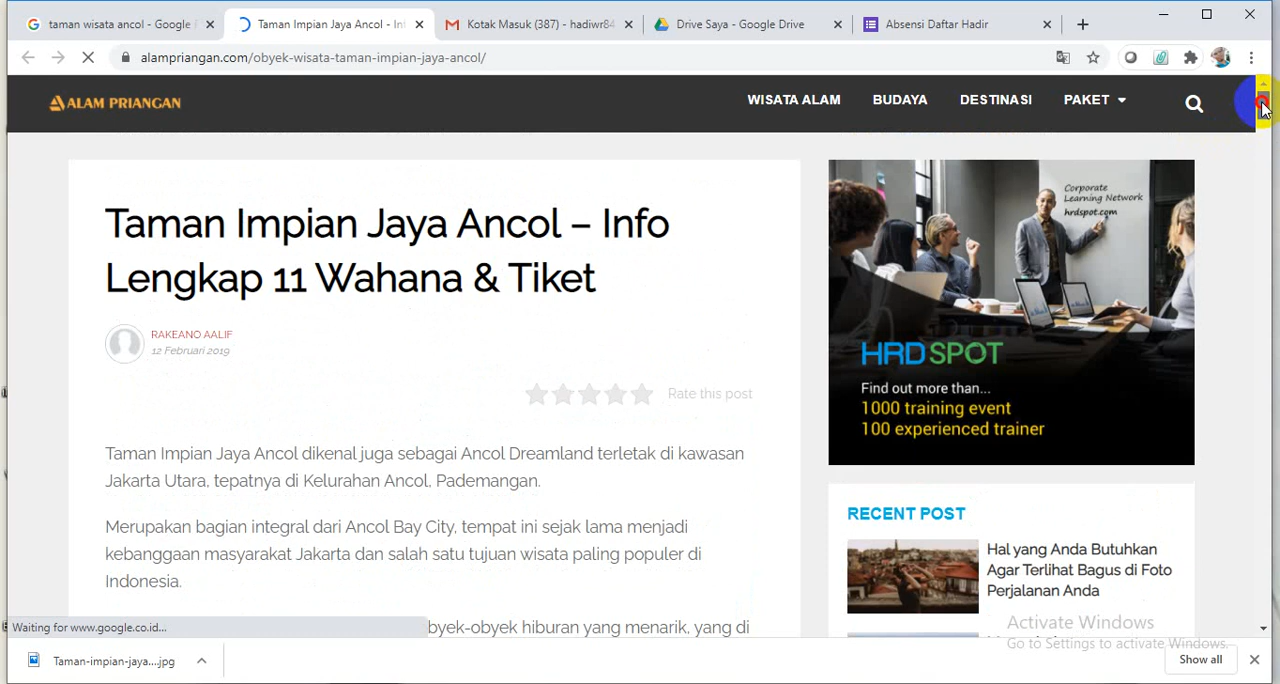 taman wisata ancol - Google P
Taman Impian Jaya Ancol - Inf
Kotak Masuk (387) - hadiwr84
Drive Saya - Google Drive
Absensi Daftar Hadir
alampriangan.com/obyek-wisata-taman-impian-jaya-ancol/
ALAM PRIANGAN
WISATA ALAM BUDAYA DESTINASI PAKET
Taman Impian Jaya Ancol – Info
Lengkap 11 Wahana & Tiket
RAKEANO AALIF
12 Februari 2019
Rate this post
Taman Impian Jaya Ancol dikenal juga sebagai Ancol Dreamland terletak di kawasan
Jakarta Utara, tepatnya di Kelurahan Ancol, Pademangan.
Merupakan bagian integral dari Ancol Bay City, tempat ini sejak lama menjadi
kebanggaan masyarakat Jakarta dan salah satu tujuan wisata paling populer di
Indonesia.
byek-obyek hiburan yang menarik, yang di
Corporate
Learning Network
hrdspot.com
HRDSPOT
Find out more than...
1000 training event
100 experienced trainer
RECENT POST
Hal yang Anda Butuhkan
Agar Terlihat Bagus di Foto
Perjalanan Anda
Activate Windows
Go to Settings to activate Windows.
Waiting for www.google.co.id...
Taman-impian-jaya....jpg
Show all